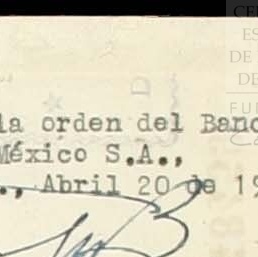 la orden del Banc
México S.A.,
., Abril 20 de 19